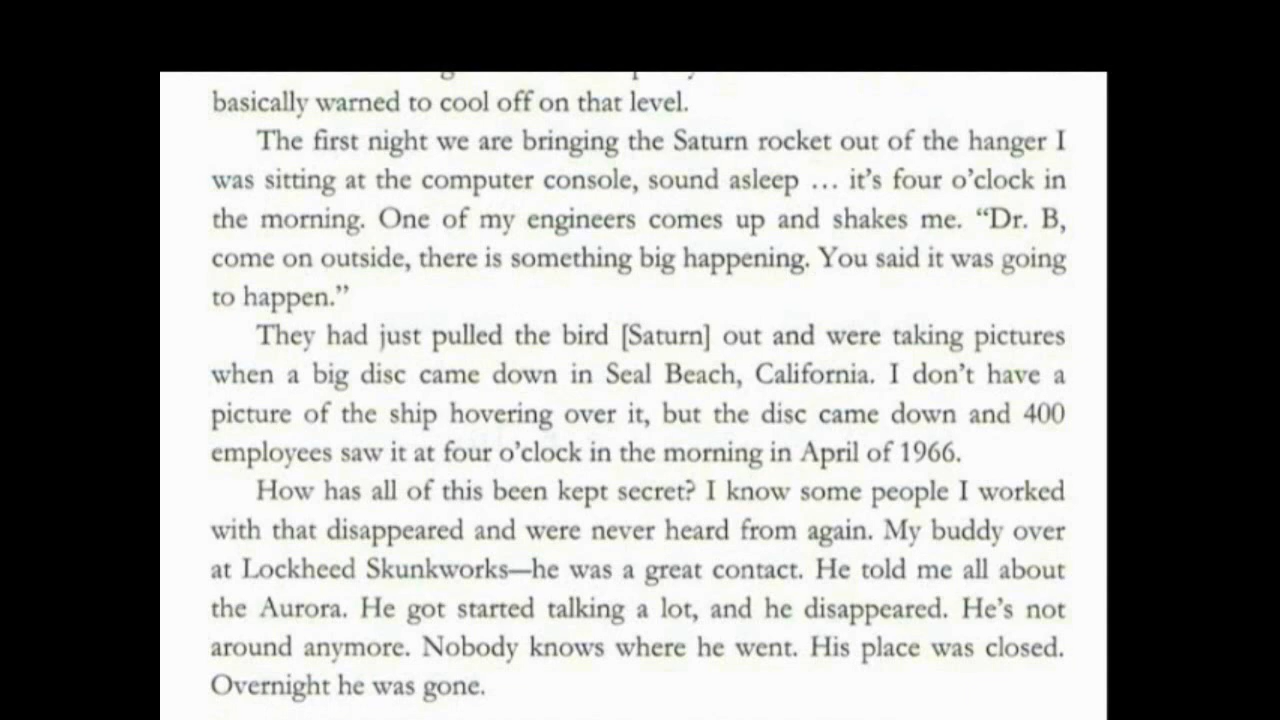 basically warned to cool off on that level.
The first night we are bringing the Saturn rocket out of the hanger I
was sitting at the computer console, sound asleep … it’s four o’clock in
the morning. One of my engineers comes up and shakes me. “Dr. B,
come on outside, there is something big happening. You said it was going
to happen.”
They had just pulled the bird [Saturn] out and were taking pictures
when a big disc came down in Seal Beach, California. I don’t have a
picture of the ship hovering over it, but the disc came down and 400
employees saw it at four o’clock in the morning in April of 1966.
How has all of this been kept secret? I know some people I worked
with that disappeared and were never heard from again. My buddy over
at Lockheed Skunkworks—he was a great contact. He told me all about
the Aurora. He got started talking a lot, and he disappeared. He’s not
around anymore. Nobody knows where he went. His place was closed.
Overnight he was gone.